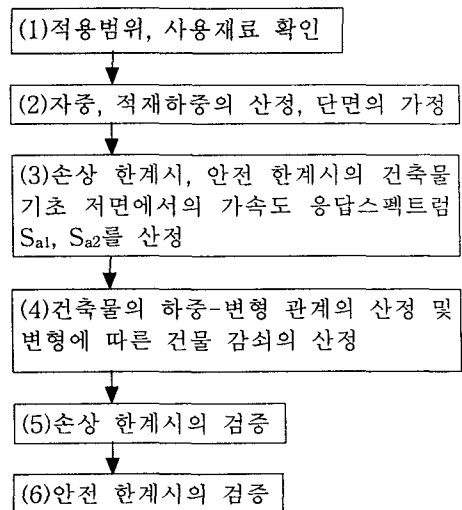 (1)적용범위, 사용재료 확인
(2)자중, 적재하중의 산정, 단면의 가정
(3)손상 한계시, 안전 한계시의 건축물
기초 저면에서의 가속도 응답스펙트럼
Sa1, Sa2를 산정
(4)건축물의 하중-변형 관계의 산정 및
변형에 따른 건물 감쇠의 산정
(5)손상 한계시의 검증
(6)안전 한계시의 검증